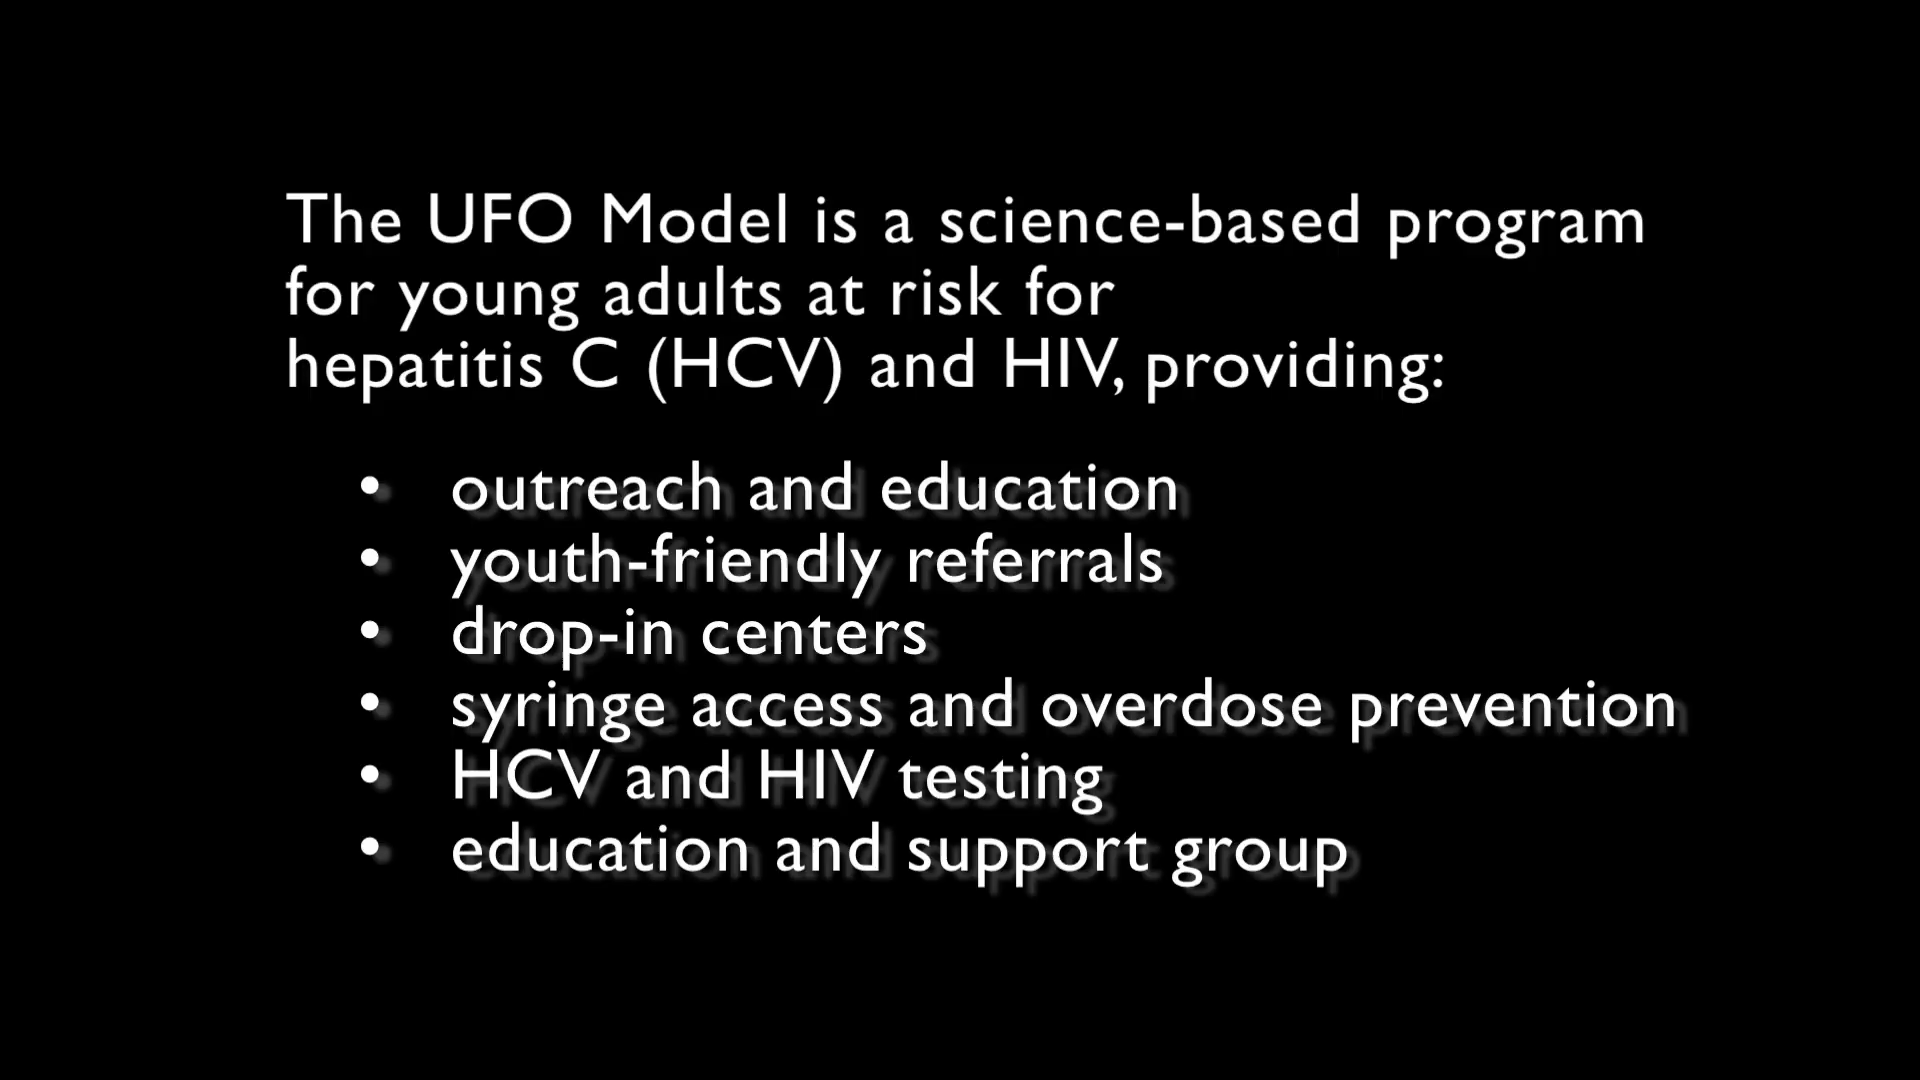 The UFO Model is a science-based program
for young adults at risk for
hepatitis C (HCV) and HIV, providing:
• outreach and education
• youth-friendly referrals
• drop-in centers
• syringe access and overdose prevention
• HCV and HIV testing
• education and support group